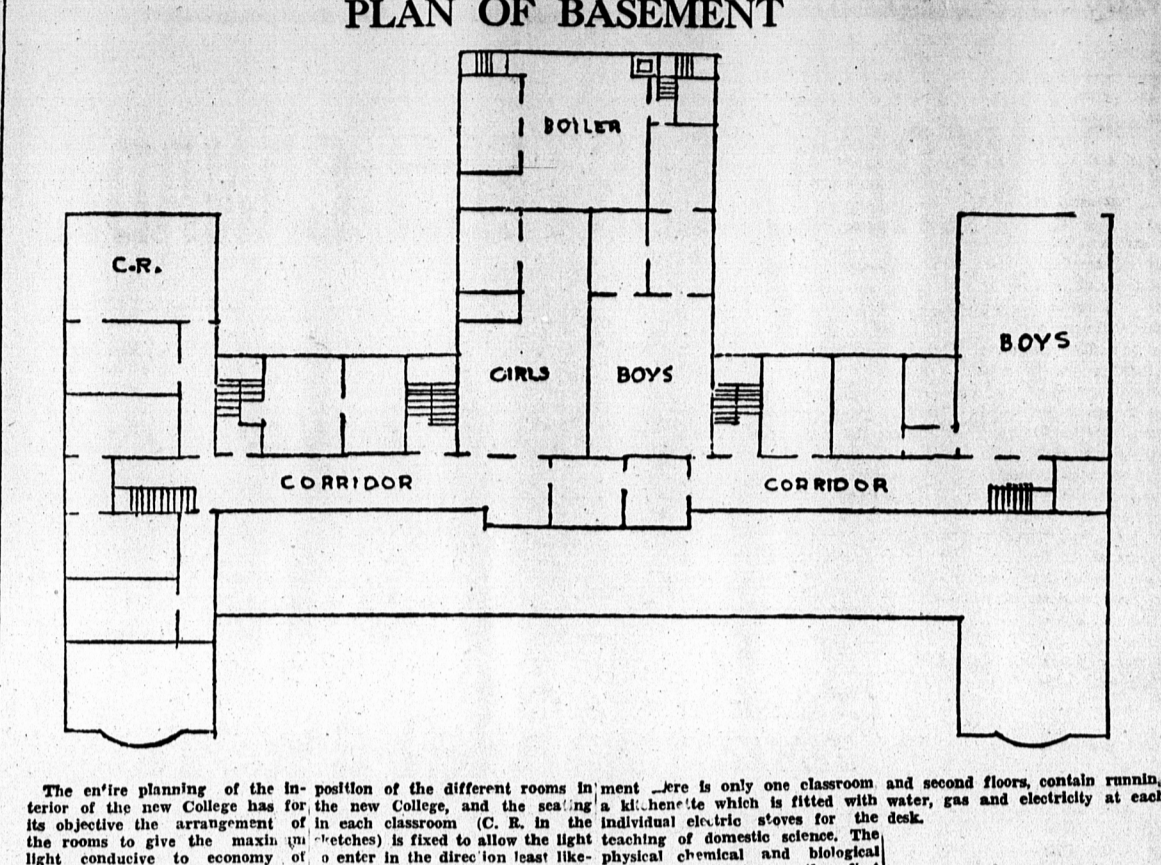 PLAN OF BASEMENT
BOILER
C.R.
BOYS
GIRLS
BOYS
CORRIDOR
CORRIDOR
The entire planning of the in-
terior of the new College has for
its objective the arrangement of
the rooms to give the
light conducive to economy of
position of the different rooms in
the new College, and the seating
in each classroom (C. R. in the
sketches) is fixed to allow the light
o enter in the direction least like-
ment there is only one classroom
a kitchenette which is fitted with
individual electric stoves for the
teaching of domestic science. The
physical chemical and biological
and second floors, contain runnin
water, gas and electricity at each
desk.